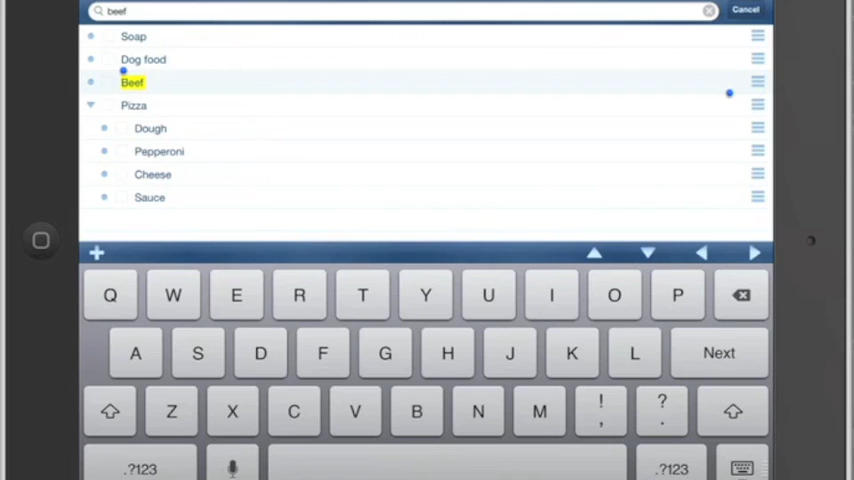 beef
Cancel
Soap
Dog food
Beef
Pizza
Dough
Pepperoni
Cheese
Sauce
Q W E R T Y U I O P
A S D F G H J K L Next
Z X C V B N M ! , ? .
.?123 .?123